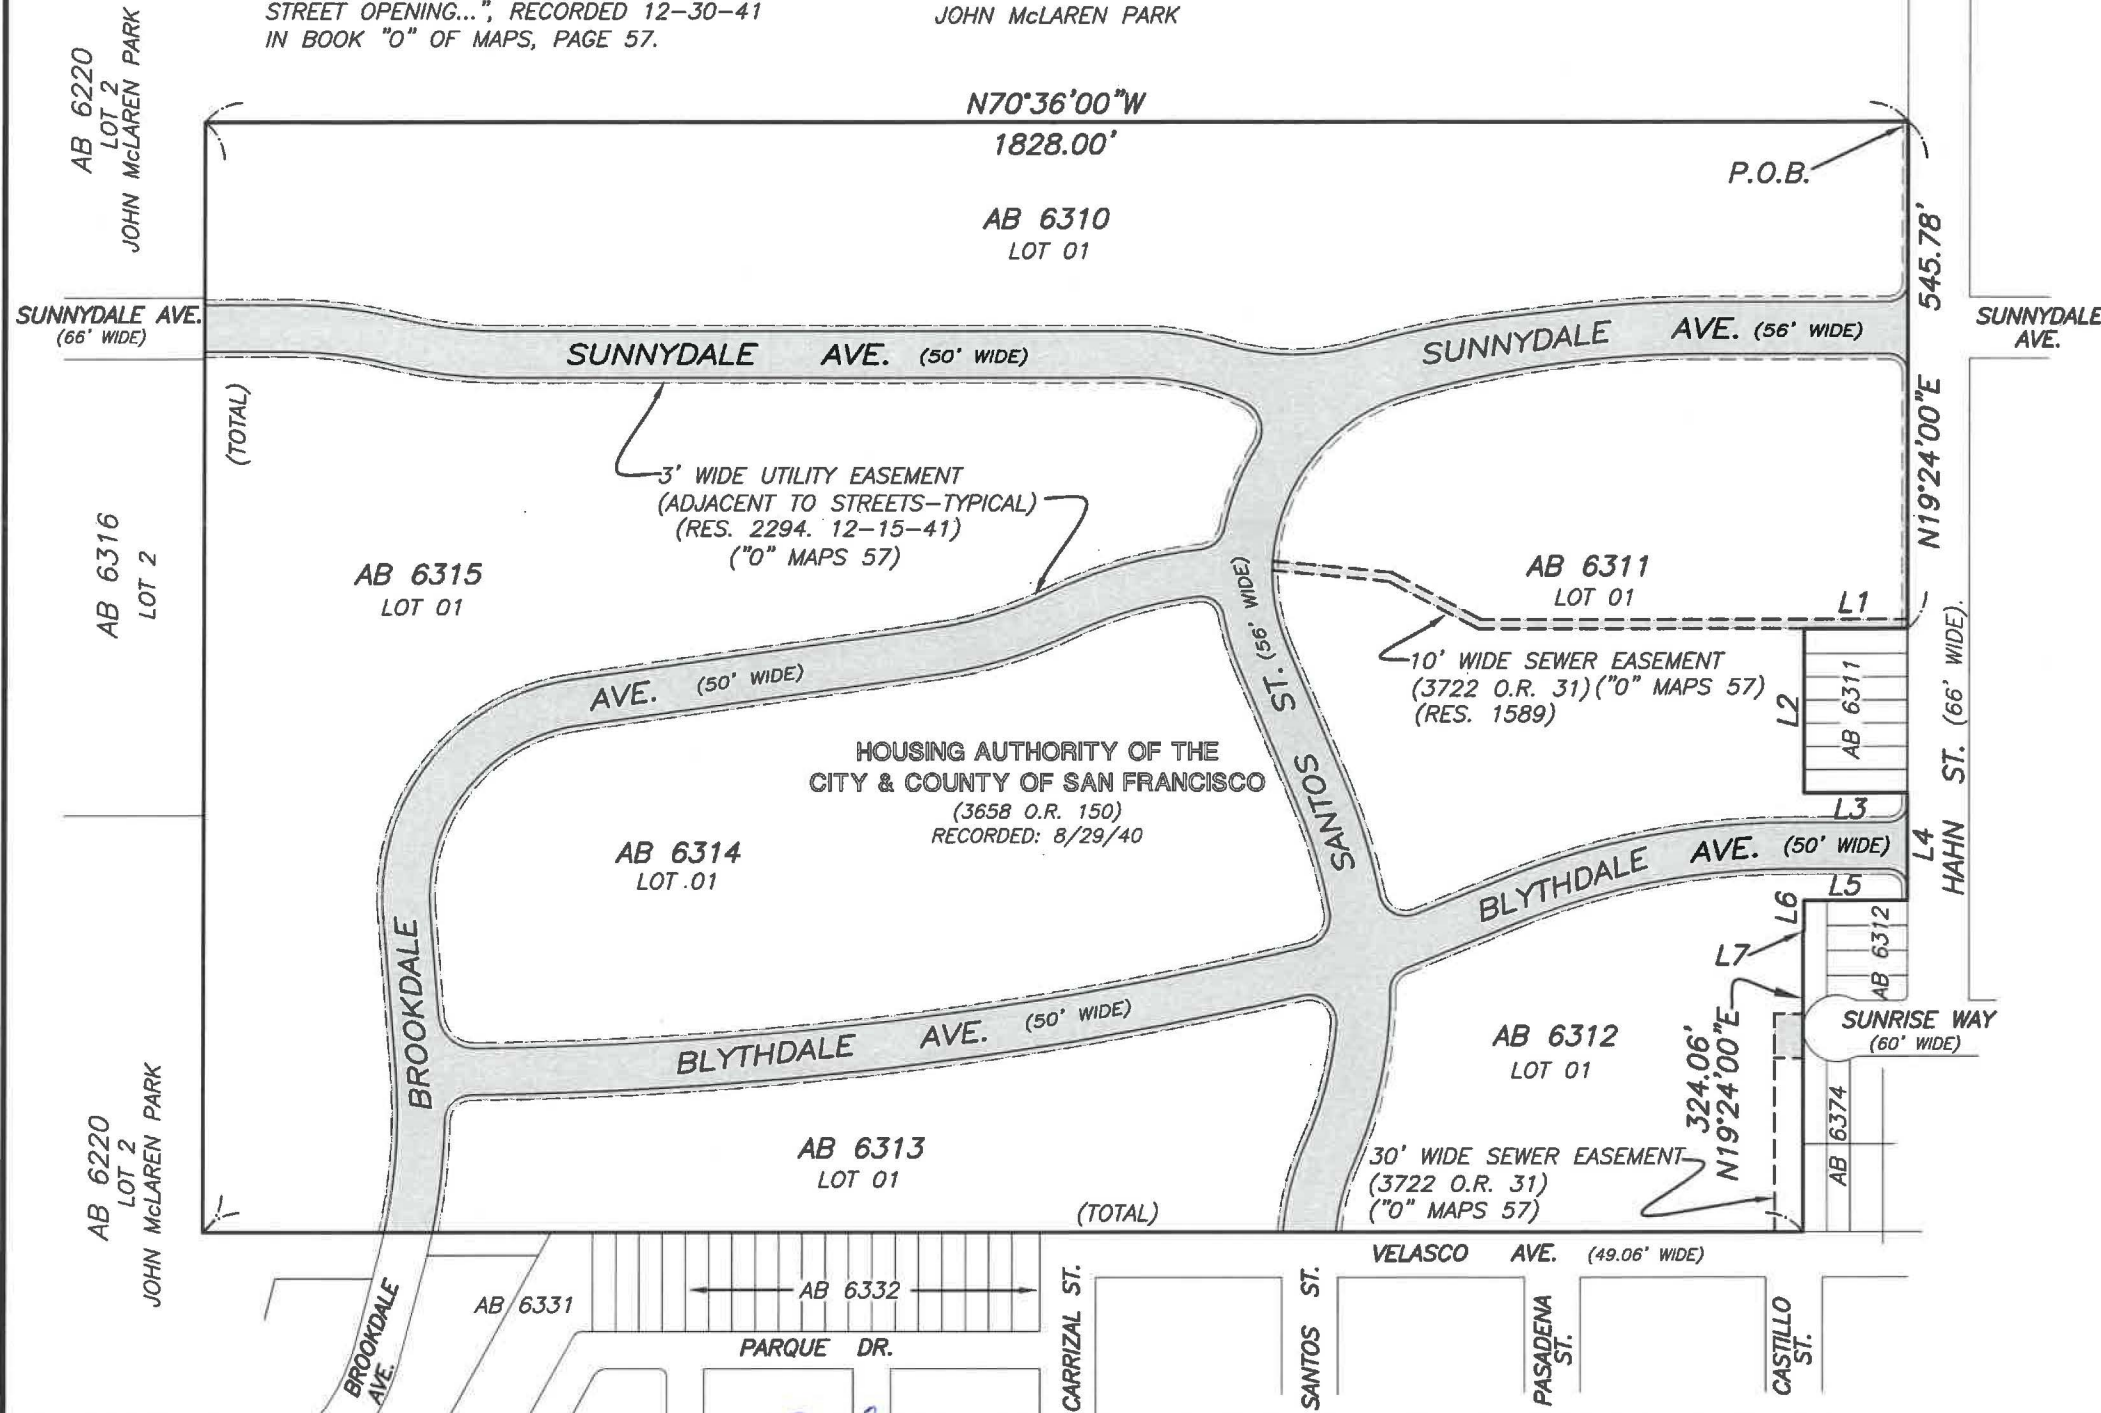 STREET OPENING...", RECORDED 12-30-41
IN BOOK "O" OF MAPS, PAGE 57.
JOHN McLAREN PARK
AB 6220
LOT 2
JOHN McLAREN PARK
N70°36'00"W
1828.00'
P.O.B.
AB 6310
LOT 01
545.78'
N19°24'00"E
SUNNYDALE AVE.
(66' WIDE)
SUNNYDALE AVE. (50' WIDE)
SUNNYDALE AVE. (56' WIDE)
SUNNYDALE
AVE.
(TOTAL)
3' WIDE UTILITY EASEMENT
(ADJACENT TO STREETS-TYPICAL)
(RES. 2294. 12-15-41)
("O" MAPS 57)
AB 6316
LOT 2
AB 6315
LOT 01
AB 6311
LOT 01
L1
10' WIDE SEWER EASEMENT
(3722 O.R. 31)("O" MAPS 57)
(RES. 1589)
L2
AB 6311
HAHN ST. (66' WIDE).
AVE. (50' WIDE)
SANTOS ST. (56' WIDE)
HOUSING AUTHORITY OF THE
CITY & COUNTY OF SAN FRANCISCO
(3658 O.R. 150)
RECORDED: 8/29/40
AB 6314
LOT .01
L3
L4
BLYTHDALE AVE. (50' WIDE)
L5
L6
AB 6312
L7
BROOKDALE
BLYTHDALE AVE. (50' WIDE)
AB 6312
LOT 01
324.06'
N19°24'00"E
SUNRISE WAY
(60' WIDE)
AB 6374
AB 6220
LOT 2
JOHN McLAREN PARK
AB 6313
LOT 01
(TOTAL)
30' WIDE SEWER EASEMENT
(3722 O.R. 31)
("O" MAPS 57)
VELASCO AVE. (49.06' WIDE)
AB 6331
AB 6332
PARQUE DR.
BROOKDALE
AVE.
CARRIZAL ST.
SANTOS ST.
PASADENA
ST.
CASTILLO
ST.